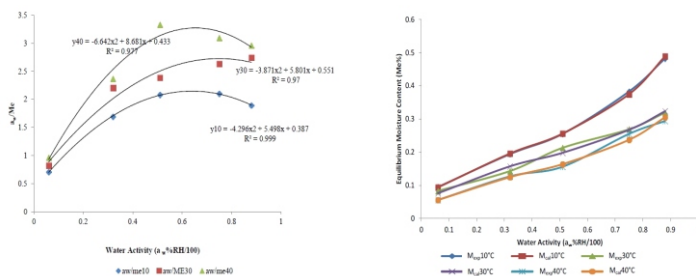 y40 = -6.642x2 + 8.681x + 0.433
R² = 0.977
y30 = -3.871x2 + 5.801x + 0.551
R² = 0.97
y10 = -4.296x2 + 5.498x + 0.387
R² = 0.999
aw/Me
4
3.5
3
2.5
2
1.5
1
0.5
0
0 0.2 0.4 0.6 0.8 1
Water Activity (a w%RH/100)
aw/me10 aw/ME30 aw/me40
Equilibrium Moisture Content (Me%)
0.6
0.5
0.4
0.3
0.2
0.1
0
0 0.2 0.4 0.6 0.8 1
Water Activity (aw%RH/100)
Mexp10°C Mcal10°C Mexp30°C
Mcal30°C Mexp40°C Mcal40°C